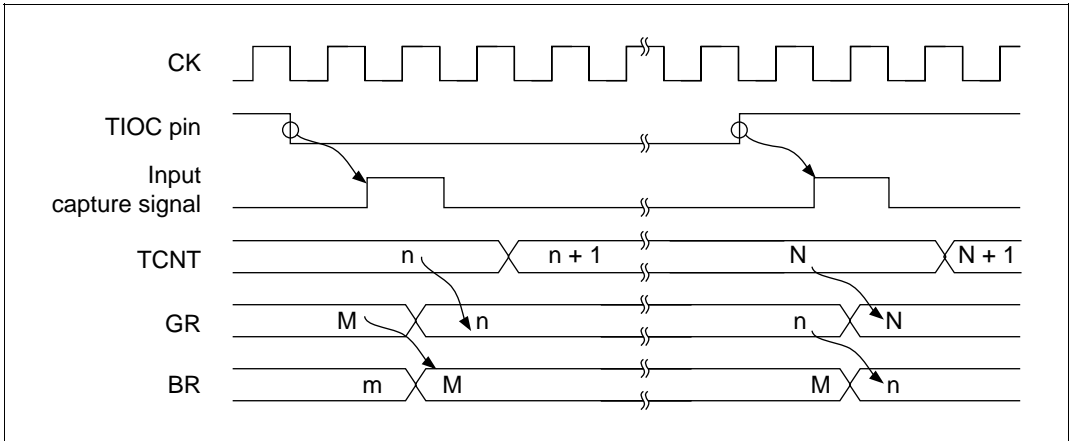 CK
TIOC pin
Input
capture signal
TCNT n n + 1 N N + 1
GR M n n N
BR m M M n